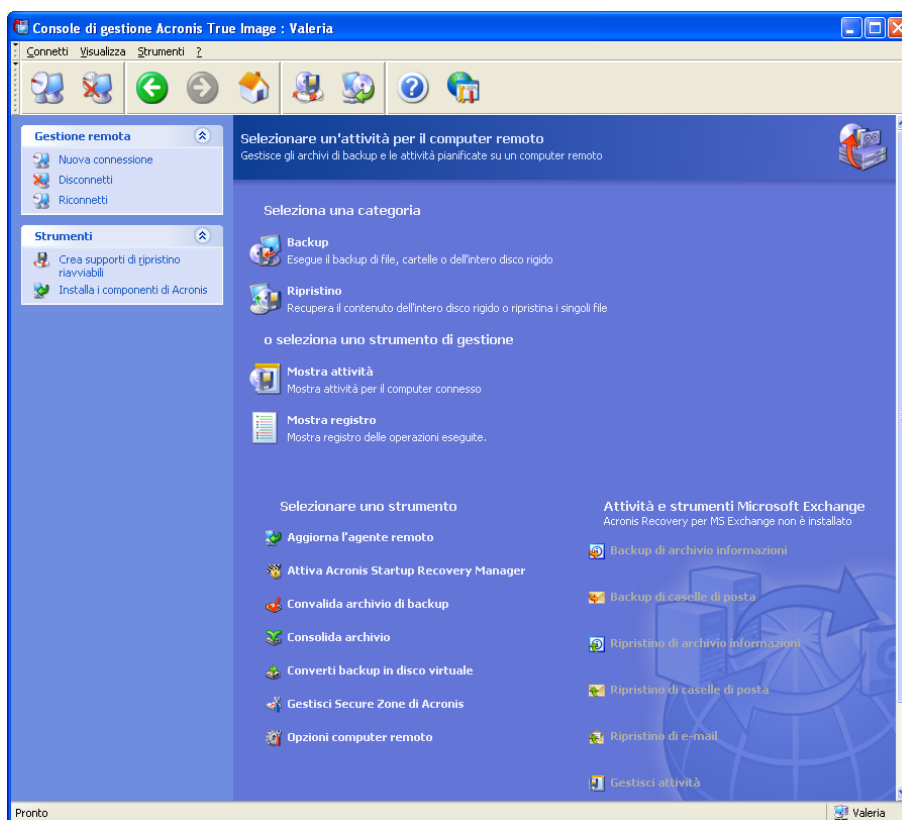 Console di gestione Acronis True Image : Valeria
Connetti Visualizza Strumenti ?
Gestione remota
Nuova connessione
Disconnetti
Riconnetti
Strumenti
Crea supporti di ripristino
riavviabili
Installa i componenti di Acronis
Selezionare un'attività per il computer remoto
Gestisce gli archivi di backup e le attività pianificate su un computer remoto
Seleziona una categoria
Backup
Esegue il backup di file, cartelle o dell'intero disco rigido
Ripristino
Recupera il contenuto dell'intero disco rigido o ripristina i singoli file
o seleziona uno strumento di gestione
Mostra attività
Mostra attività per il computer connesso
Mostra registro
Mostra registro delle operazioni eseguite.
Selezionare uno strumento
Aggiorna l'agente remoto
Attiva Acronis Startup Recovery Manager
Convalida archivio di backup
Consolida archivio
Converti backup in disco virtuale
Gestisci Secure Zone di Acronis
Opzioni computer remoto
Attività e strumenti Microsoft Exchange
Acronis Recovery per MS Exchange non è installato
Backup di archivio informazioni
Backup di caselle di posta
Ripristino di archivio informazioni
Ripristino di caselle di posta
Ripristino di e-mail
Gestisci attività
Pronto
Valeria